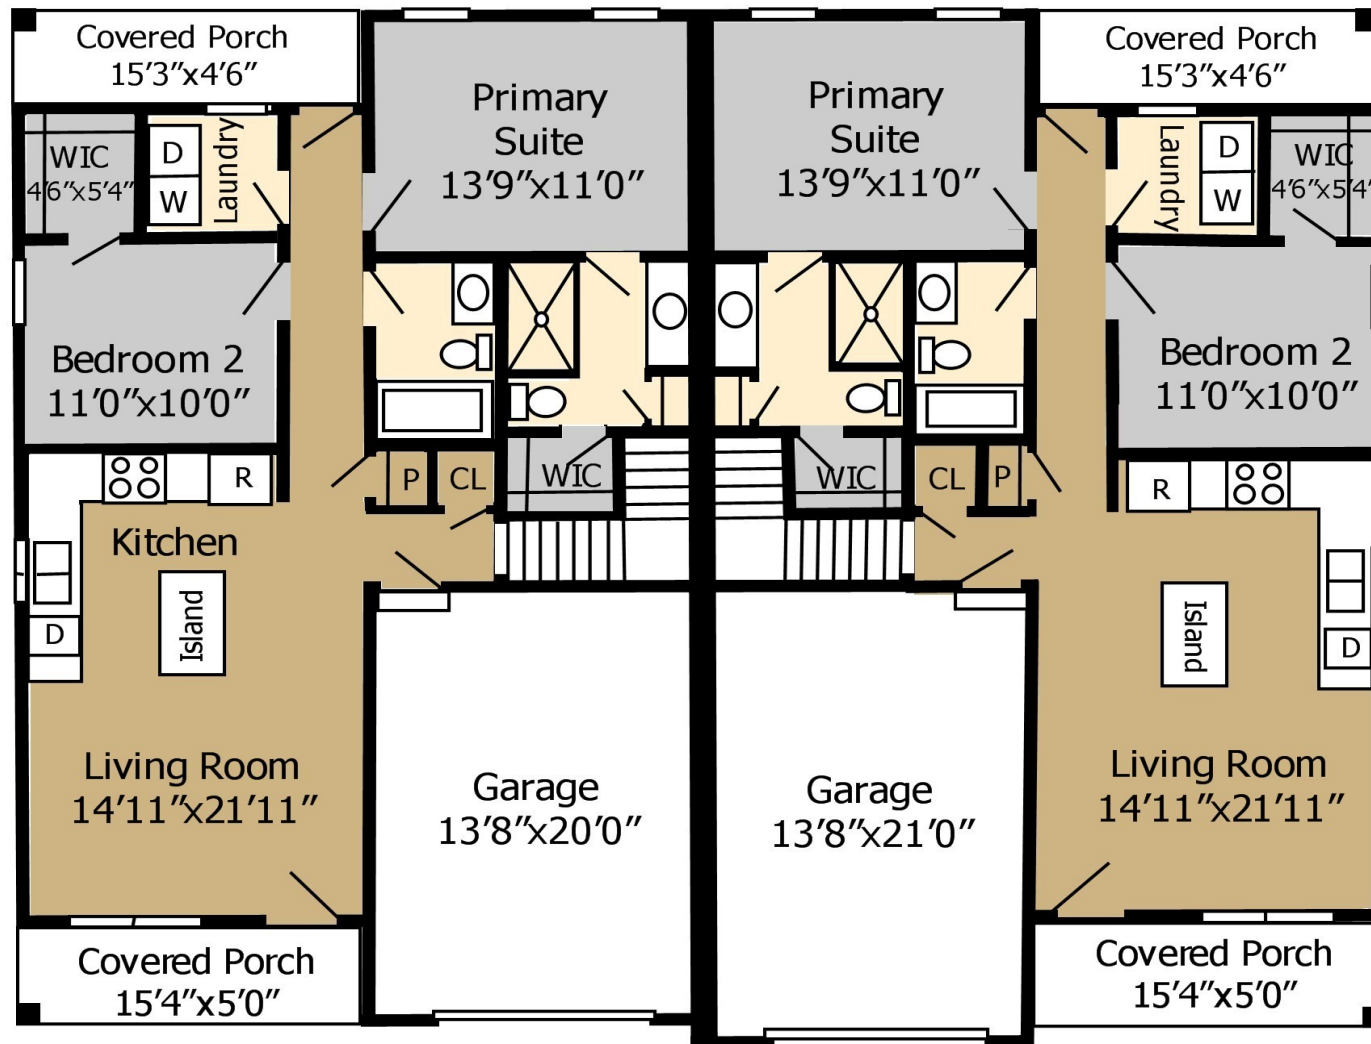 Covered Porch
15'3"x4'6"
Primary
Suite
13'9"x11'0"
Primary
Suite
13'9"x11'0"
Covered Porch
15'3"x4'6"
WIC
4'6"x5'4"
D
W
Laundry
Laundry
D
W
WIC
4'6"x5'4"
Bedroom 2
11'0"x10'0"
Bedroom 2
11'0"x10'0"
R
P
CL
WIC
WIC
CL
P
R
Kitchen
D
Island
Island
D
Living Room
14'11"x21'11"
Garage
13'8"x20'0"
Garage
13'8"x21'0"
Living Room
14'11"x21'11"
Covered Porch
15'4"x5'0"
Covered Porch
15'4"x5'0"